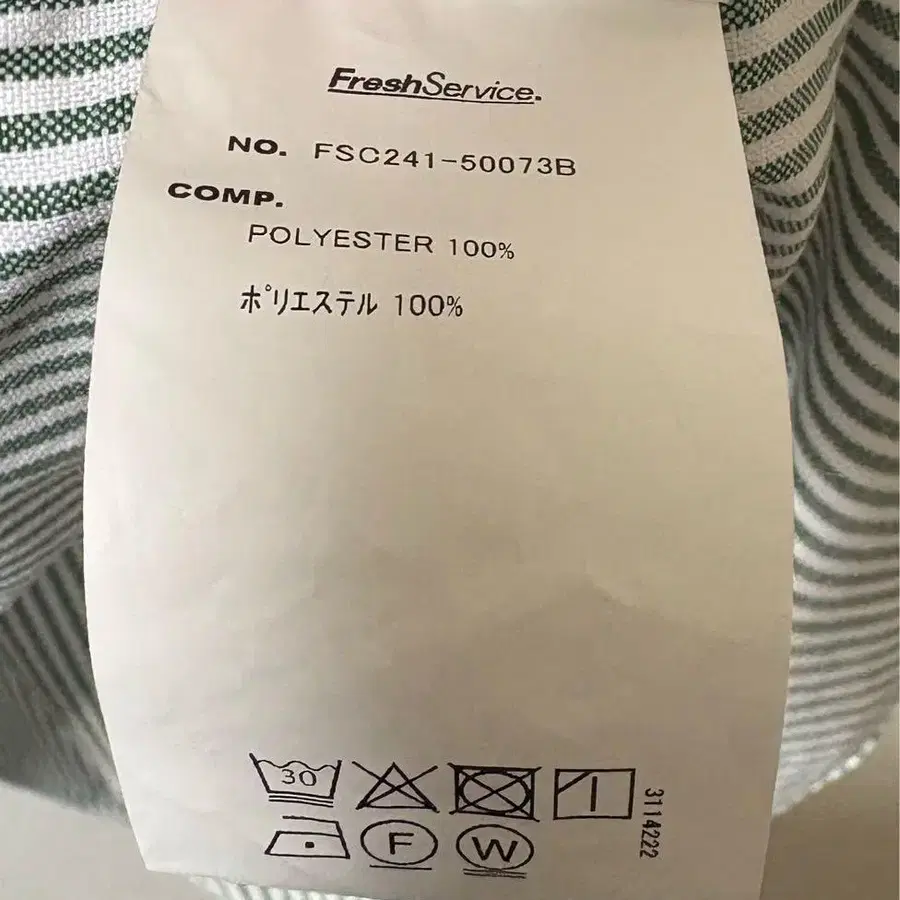 FreshService.
NO. FSC241-50073B
COMP.
POLYESTER 100%
ポリエステル 100%
30
F
W
3114222